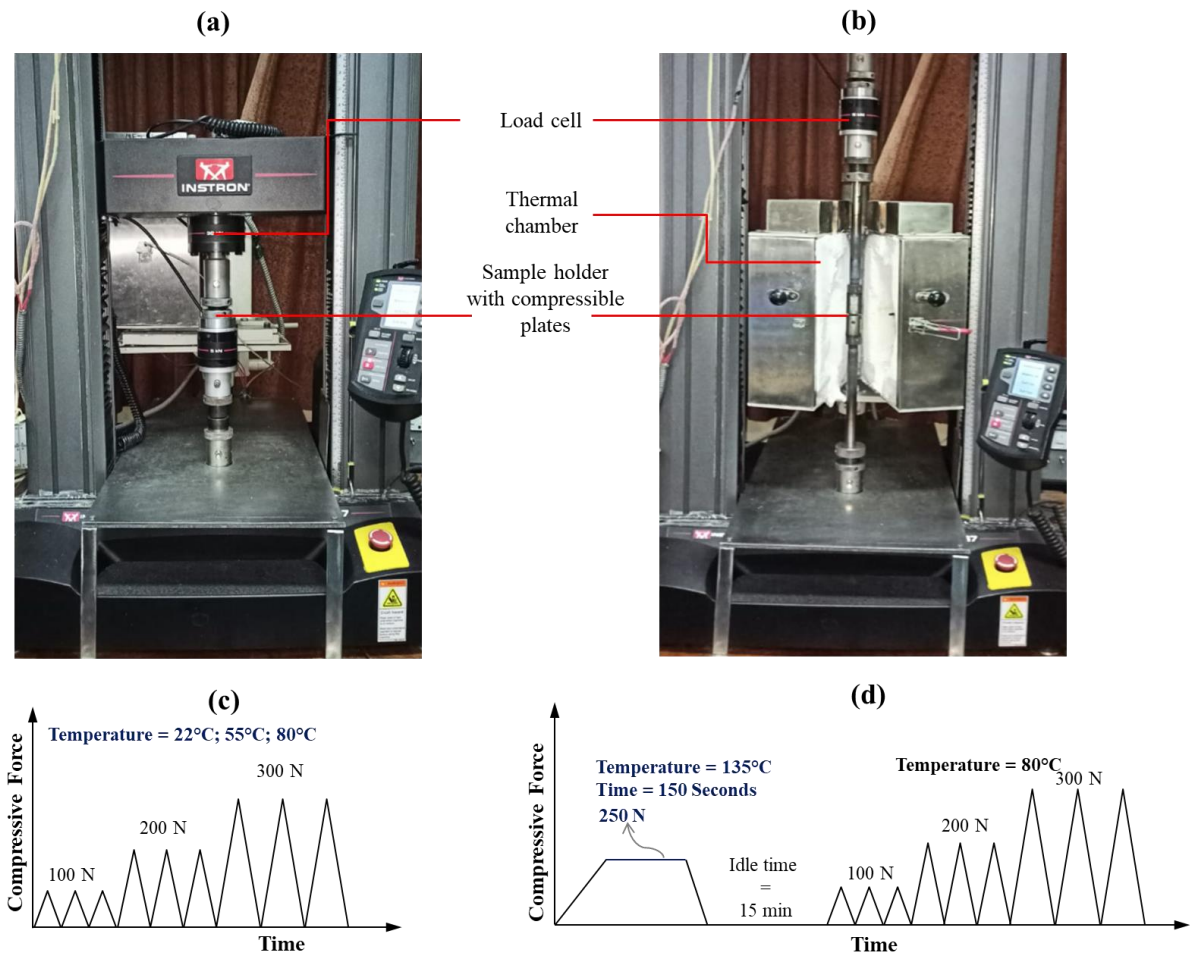 (a)
(b)
Load cell
Thermal
chamber
Sample holder
with compressible
plates
INSTRON
(c)
Compressive Force
Temperature = 22°C; 55°C; 80°C
100 N
200 N
300 N
Time
(d)
Compressive Force
Temperature = 135°C
Time = 150 Seconds
250 N
Idle time
=
15 min
Temperature = 80°C
100 N
200 N
300 N
Time